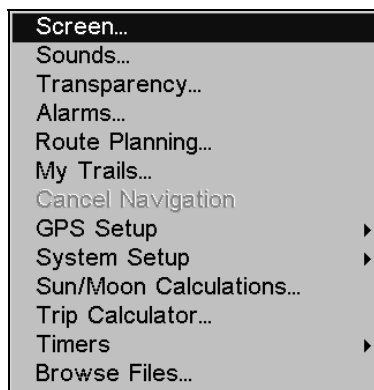 Screen...
Sounds...
Transparency...
Alarms...
Route Planning...
My Trails...
Cancel Navigation
GPS Setup
System Setup
Sun/Moon Calculations...
Trip Calculator...
Timers
Browse Files...